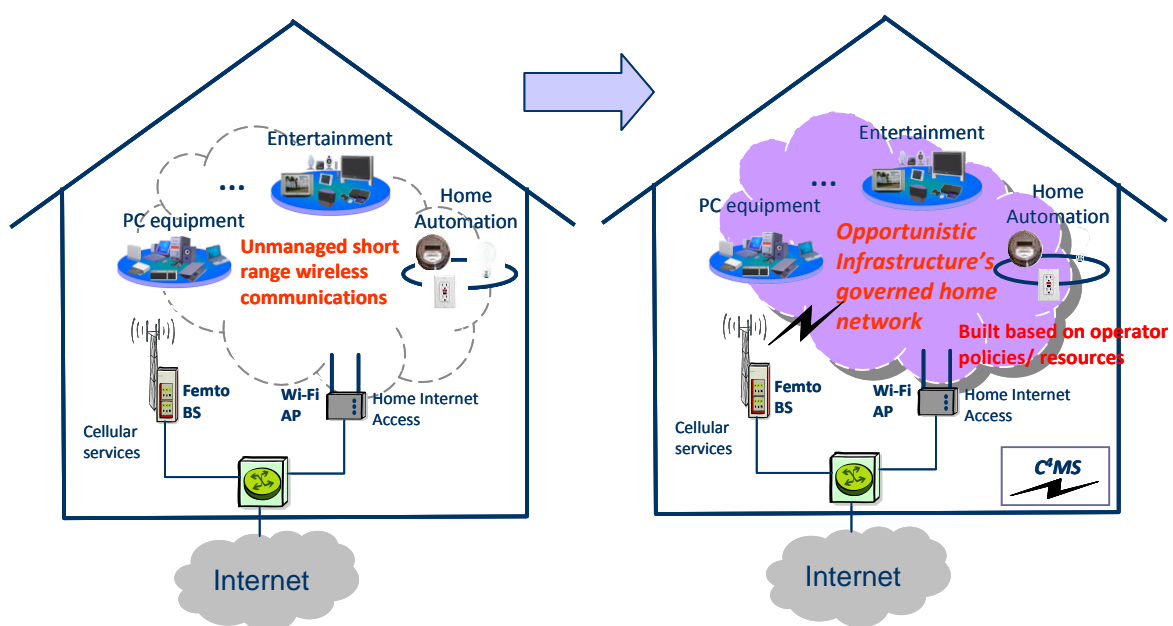 Entertainment
...
Home
Automation
PC equipment
Unmanaged short
range wireless
communications
Femto
BS
Wi-Fi
AP
Home Internet
Access
Cellular
services
Internet
Entertainment
...
Home
Automation
PC equipment
Opportunistic
Infrastructure's
governed home
network
Built based on operator
policies/ resources
Femto
BS
Wi-Fi
AP
Home Internet
Access
Cellular
services
C⁴MS
Internet